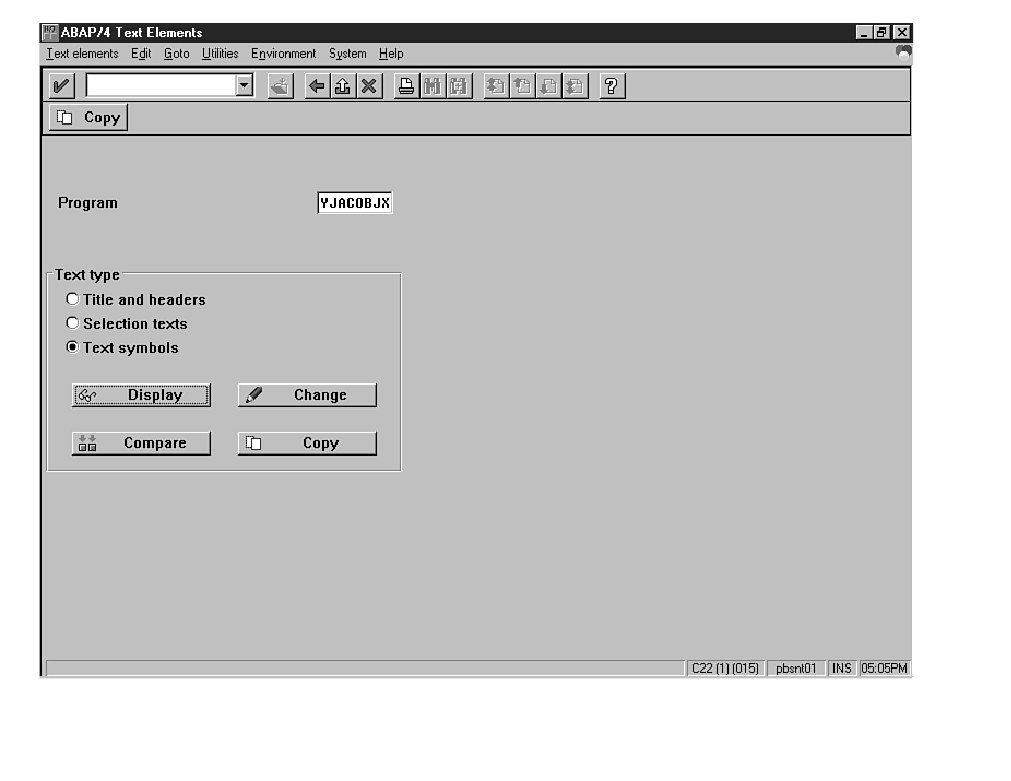 ABAP/4 Text Elements
Text elements Edit Goto Utilities Environment System Help
Copy
Program YJACOBJX
Text type
Title and headers
Selection texts
Text symbols
Display Change
Compare Copy
C22 (1) (015) pbsnt01 INS 05:05PM